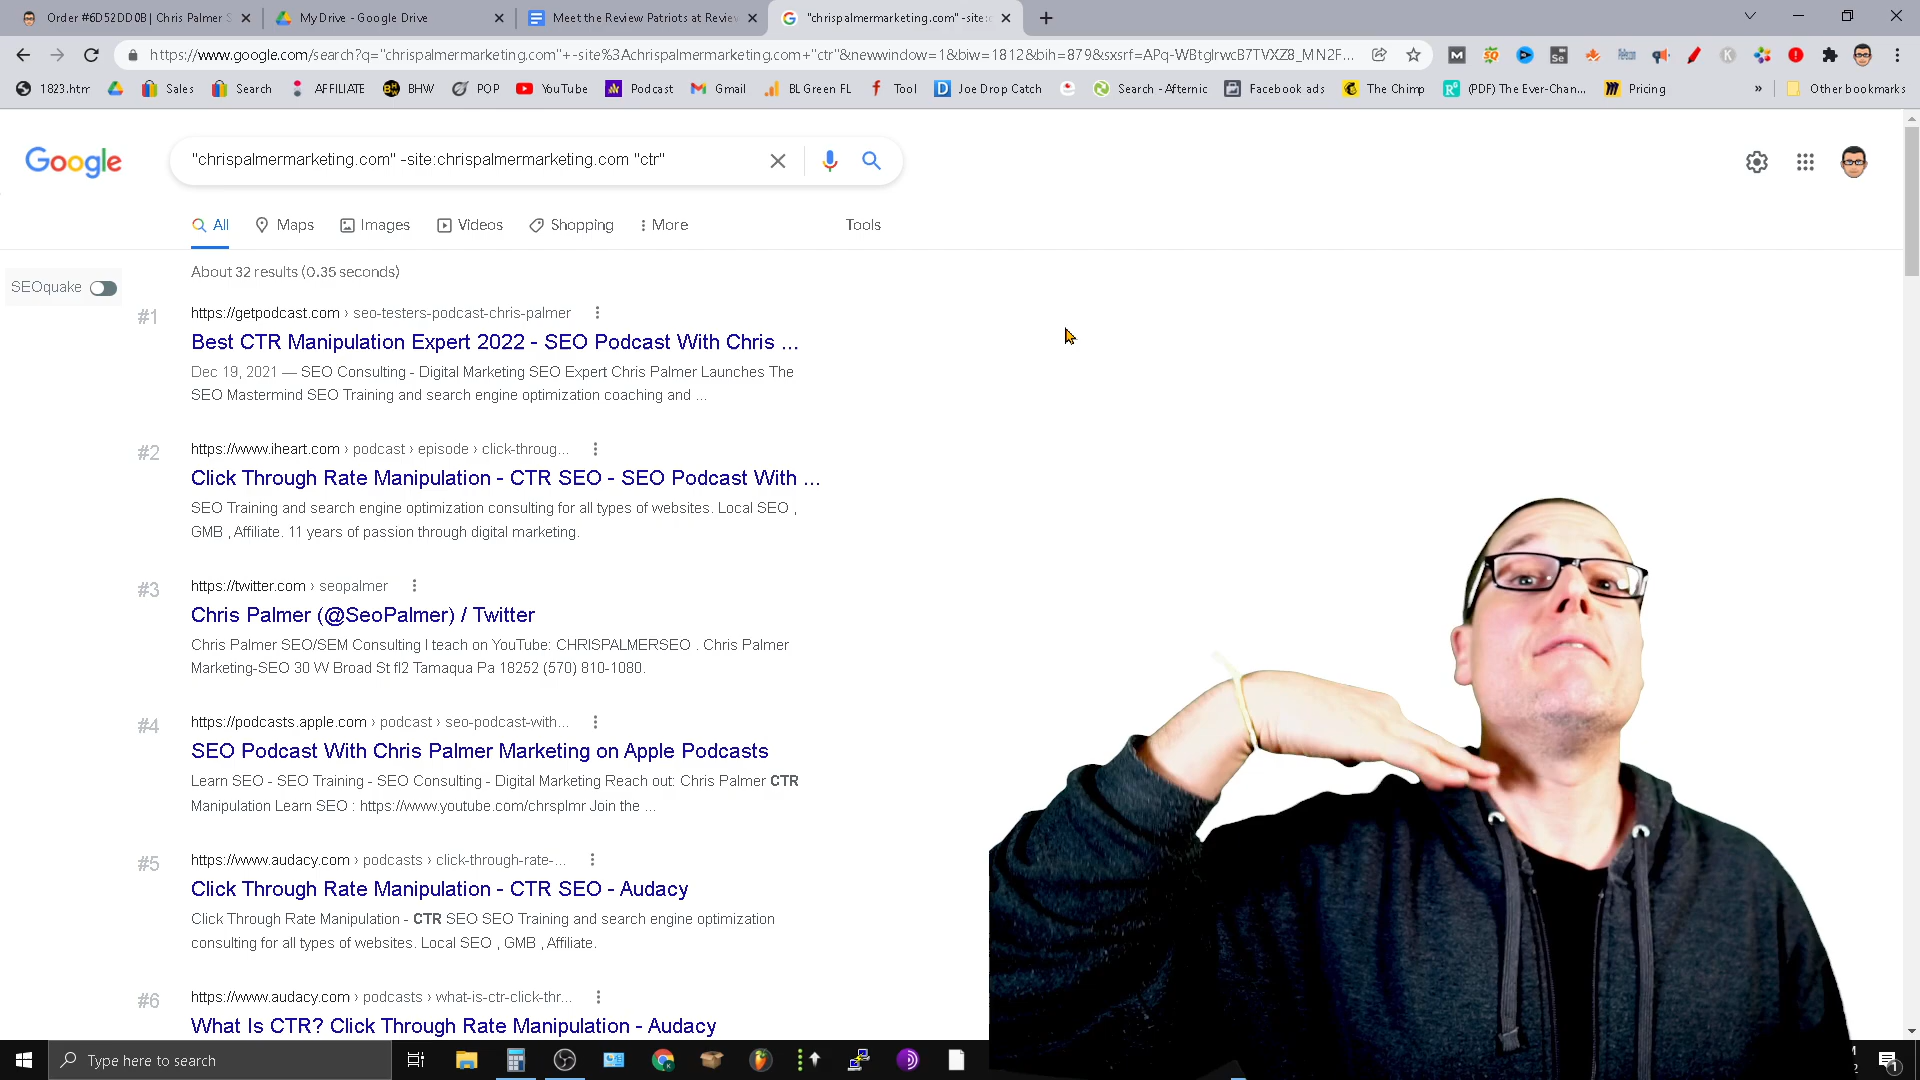 Order #6D52DD0B | Chris Palmer S
My Drive - Google Drive
Meet the Review Patriots at Review
"chrispalmermarketing.com" -site:c
https://www.google.com/search?q="chrispalmermarketing.com"+-site%3Achrispalmermarketing.com+"ctr"&newwindow=1&biw=1812&bih=879&sxsrf=APq-WBtglrwcB7TVXZ8_MN2F...
1823.htm
Sales
Search
AFFILIATE
BHW
POP
YouTube
Podcast
Gmail
BL Green FL
Tool
Joe Drop Catch
Search - Afternic
Facebook ads
The Chimp
(PDF) The Ever-Chan...
Pricing
»
Other bookmarks
Google
"chrispalmermarketing.com" -site:chrispalmermarketing.com "ctr"
All
Maps
Images
Videos
Shopping
More
Tools
About 32 results (0.35 seconds)
SEOquake
#1
https://getpodcast.com › seo-testers-podcast-chris-palmer
Best CTR Manipulation Expert 2022 - SEO Podcast With Chris ...
Dec 19, 2021 — SEO Consulting - Digital Marketing SEO Expert Chris Palmer Launches The
SEO Mastermind SEO Training and search engine optimization coaching and ...
#2
https://www.iheart.com › podcast › episode › click-throug...
Click Through Rate Manipulation - CTR SEO - SEO Podcast With ...
SEO Training and search engine optimization consulting for all types of websites. Local SEO ,
GMB , Affiliate. 11 years of passion through digital marketing.
#3
https://twitter.com › seopalmer
Chris Palmer (@SeoPalmer) / Twitter
Chris Palmer SEO/SEM Consulting I teach on YouTube: CHRISPALMERSEO . Chris Palmer
Marketing-SEO 30 W Broad St fl2 Tamaqua Pa 18252 (570) 810-1080.
#4
https://podcasts.apple.com › podcast › seo-podcast-with...
SEO Podcast With Chris Palmer Marketing on Apple Podcasts
Learn SEO - SEO Training - SEO Consulting - Digital Marketing Reach out: Chris Palmer CTR
Manipulation Learn SEO : https://www.youtube.com/chrsplmr Join the ...
#5
https://www.audacy.com › podcasts › click-through-rate-...
Click Through Rate Manipulation - CTR SEO - Audacy
Click Through Rate Manipulation - CTR SEO SEO Training and search engine optimization
consulting for all types of websites. Local SEO , GMB , Affiliate.
#6
https://www.audacy.com › podcasts › what-is-ctr-click-thr...
What Is CTR? Click Through Rate Manipulation - Audacy
Type here to search